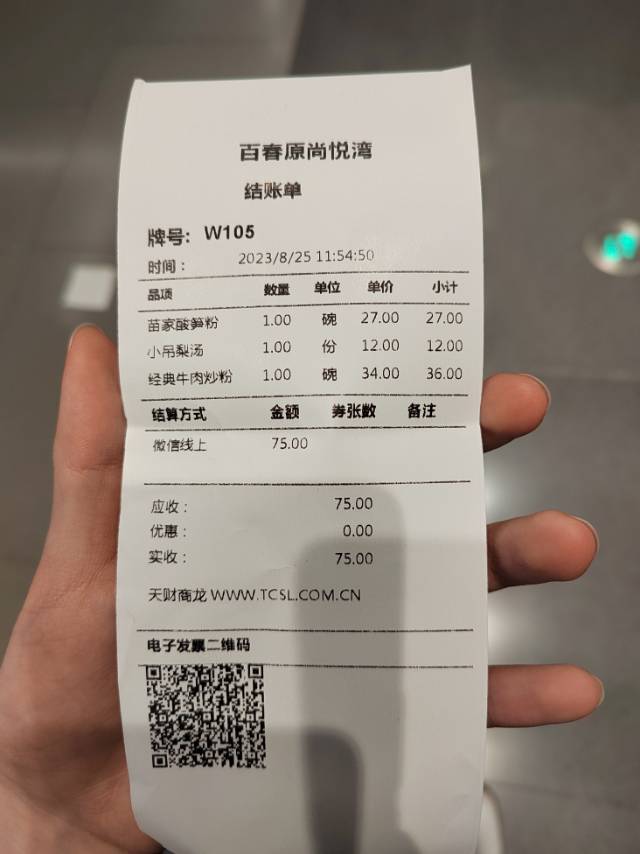 百春原尚悦湾
结账单
牌号: W105
时间： 2023/8/25 11:54:50
品项 数量 单位 单价 小计
苗家酸笋粉 1.00 碗 27.00 27.00
小吊梨汤 1.00 份 12.00 12.00
经典牛肉炒粉 1.00 碗 34.00 36.00
结算方式 金额 券张数 备注
微信线上 75.00
应收： 75.00
优惠： 0.00
实收： 75.00
天财商龙 WWW.TCSL.COM.CN
电子发票二维码